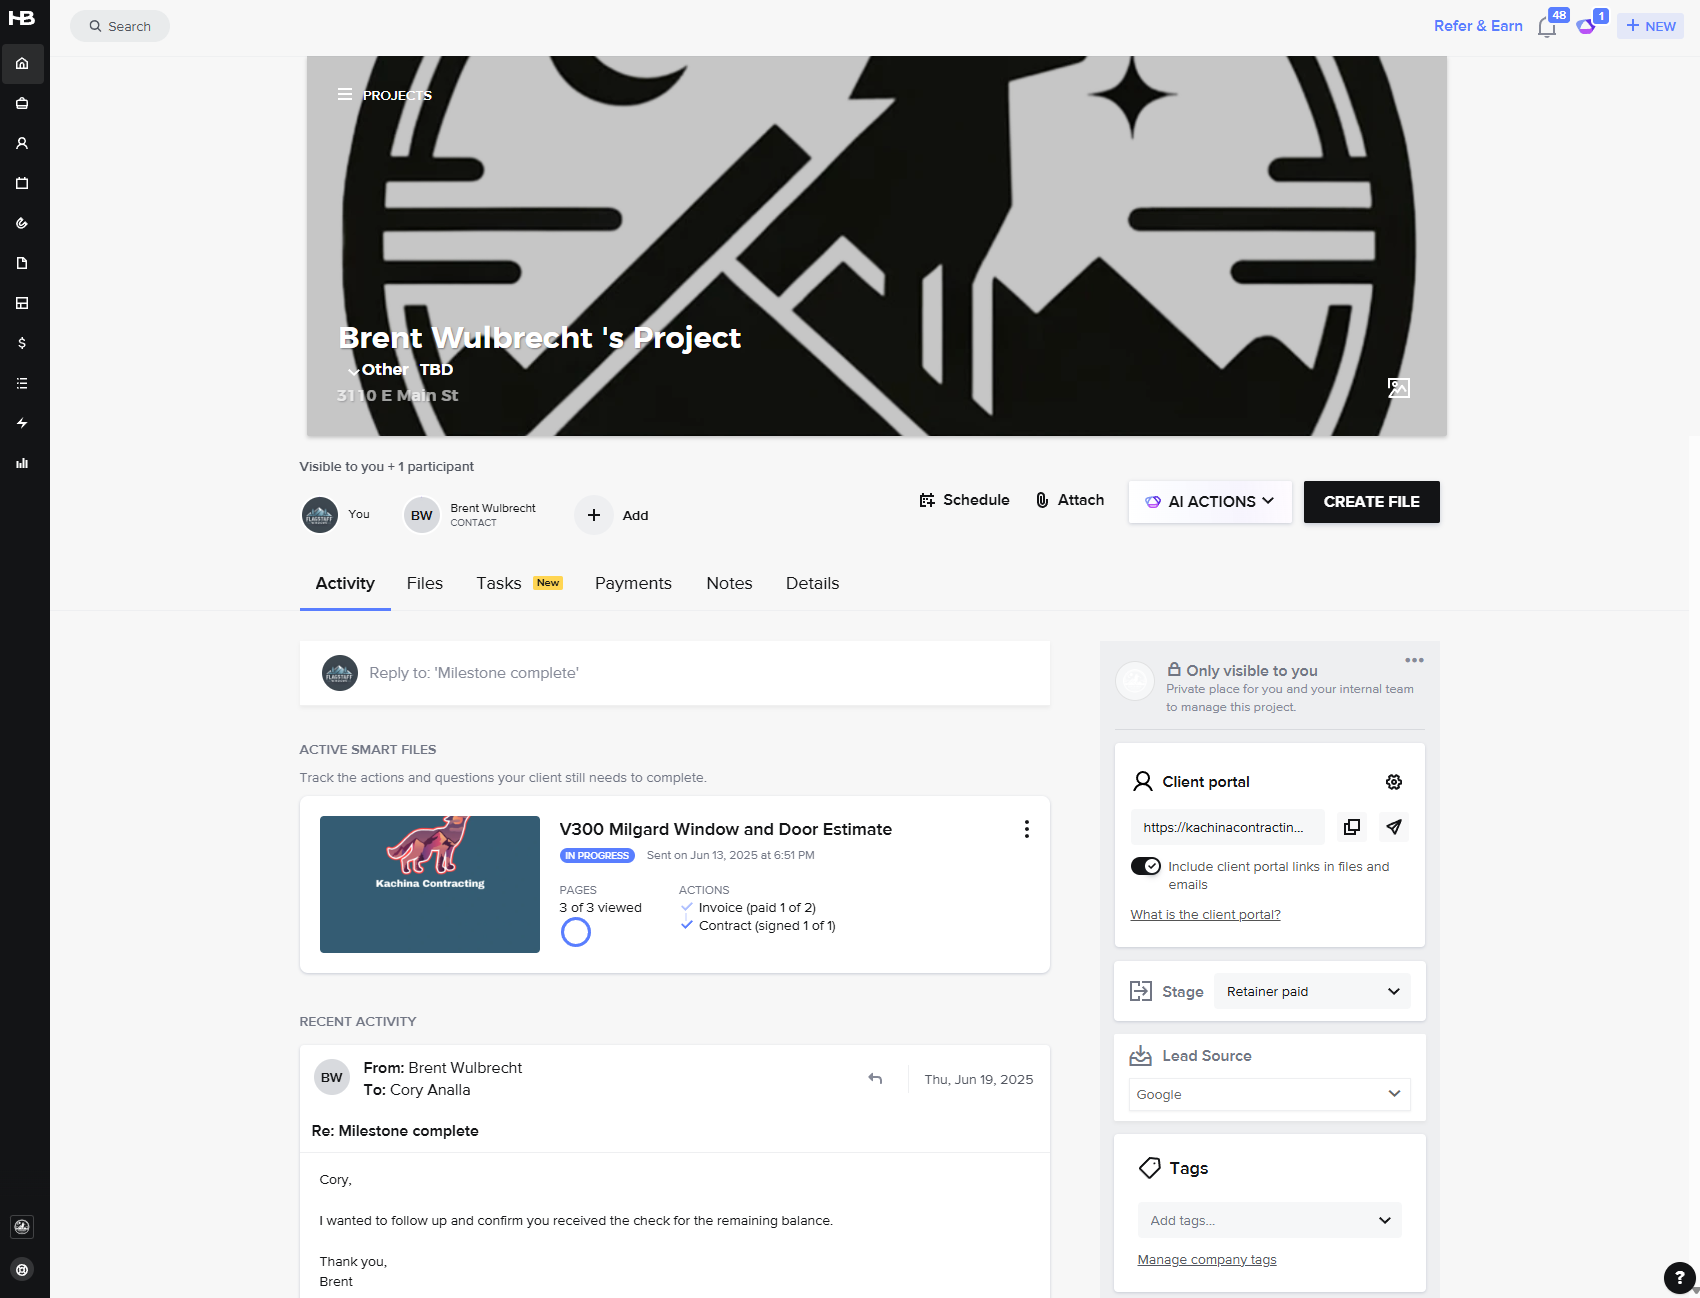 HB
Search
Refer & Earn
48
1
+ NEW
PROJECTS
Brent Wulbrecht 's Project
Other TBD
3110 E Main St
Visible to you + 1 participant
FLAGSTAFF
You
BW
Brent Wulbrecht
CONTACT
+ Add
Schedule
Attach
AI ACTIONS
CREATE FILE
Activity
Files
Tasks New
Payments
Notes
Details
FLAGSTAFF
Reply to: 'Milestone complete'
ACTIVE SMART FILES
Track the actions and questions your client still needs to complete.
Kachina Contracting
V300 Milgard Window and Door Estimate
IN PROGRESS Sent on Jun 13, 2025 at 6:51 PM
PAGES
3 of 3 viewed
ACTIONS
Invoice (paid 1 of 2)
Contract (signed 1 of 1)
RECENT ACTIVITY
BW
From: Brent Wulbrecht
To: Cory Analla
Thu, Jun 19, 2025
Re: Milestone complete
Cory,
I wanted to follow up and confirm you received the check for the remaining balance.
Thank you,
Brent
Only visible to you
Private place for you and your internal team
to manage this project.
Client portal
https://kachinacontractin...
Include client portal links in files and
emails
What is the client portal?
Stage
Retainer paid
Lead Source
Google
Tags
Add tags...
Manage company tags
?